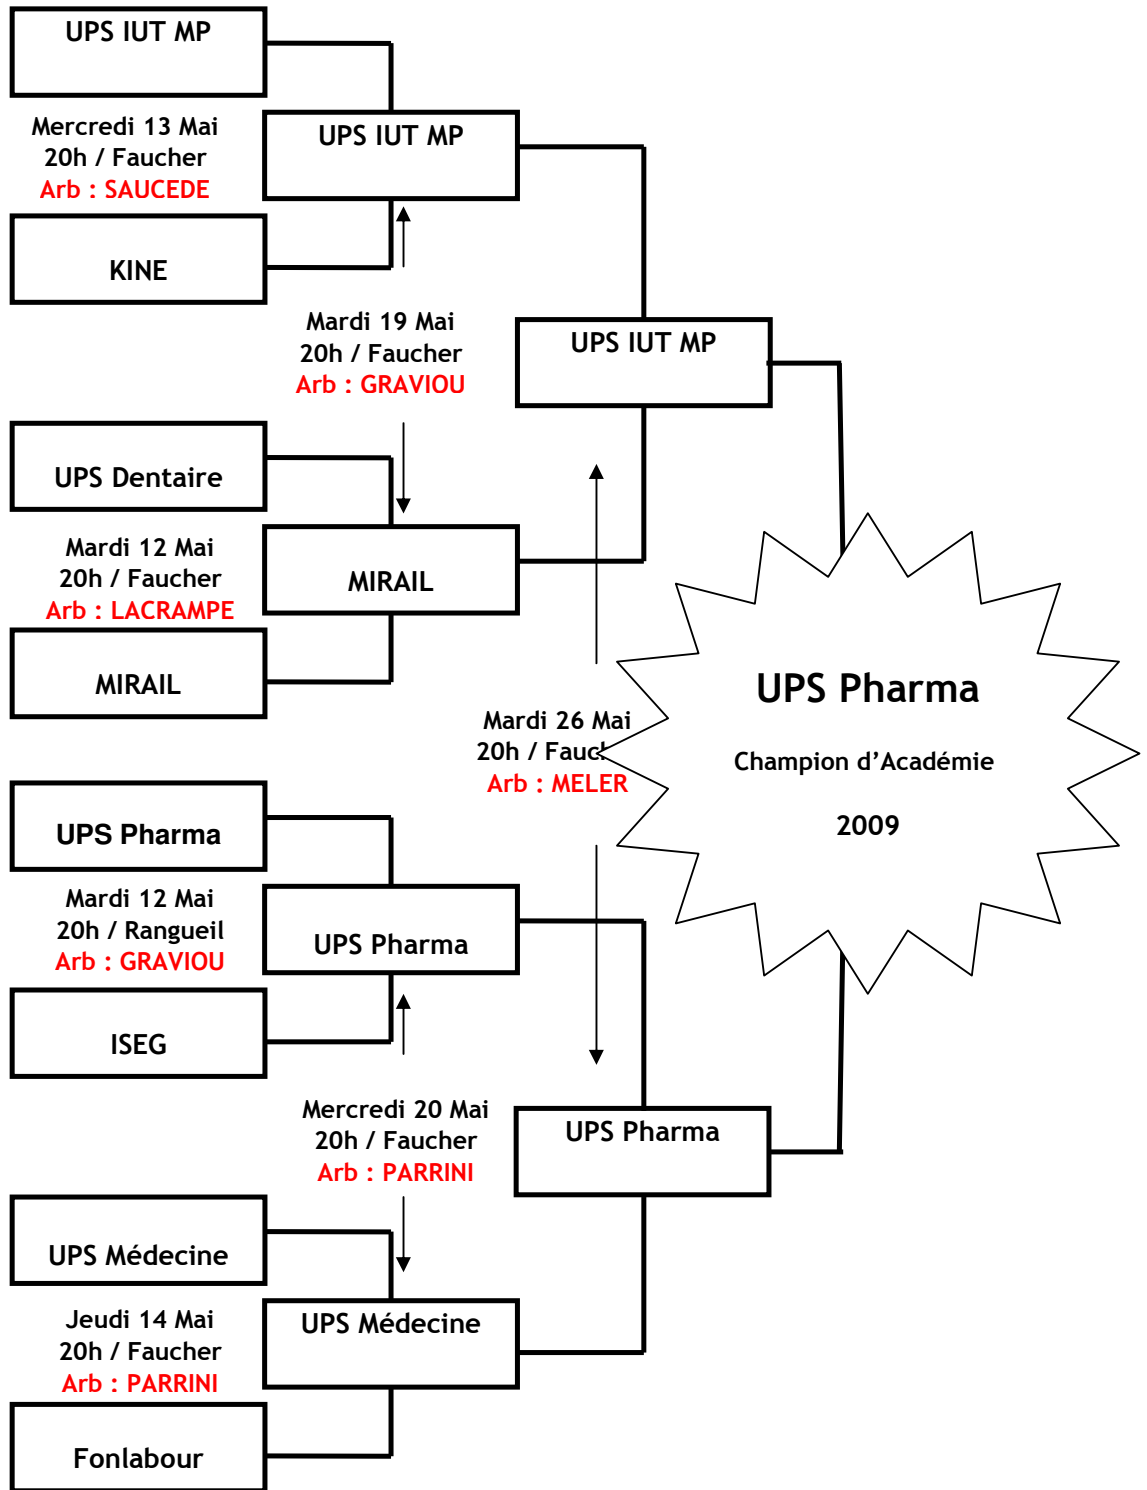 UPS IUT MP
Mercredi 13 Mai
20h / Faucher
Arb : SAUCEDE
KINE
UPS IUT MP
Mardi 19 Mai
20h / Faucher
Arb : GRAVIOU
UPS Dentaire
Mardi 12 Mai
20h / Faucher
Arb : LACRAMPE
MIRAIL
MIRAIL
UPS IUT MP
Mardi 26 Mai
20h / Fauch
Arb : MELER
UPS Pharma
Champion d’Académie
2009
UPS Pharma
Mardi 12 Mai
20h / Rangueil
Arb : GRAVIOU
ISEG
UPS Pharma
Mercredi 20 Mai
20h / Faucher
Arb : PARRINI
UPS Pharma
UPS Médecine
Jeudi 14 Mai
20h / Faucher
Arb : PARRINI
Fonlabour
UPS Médecine